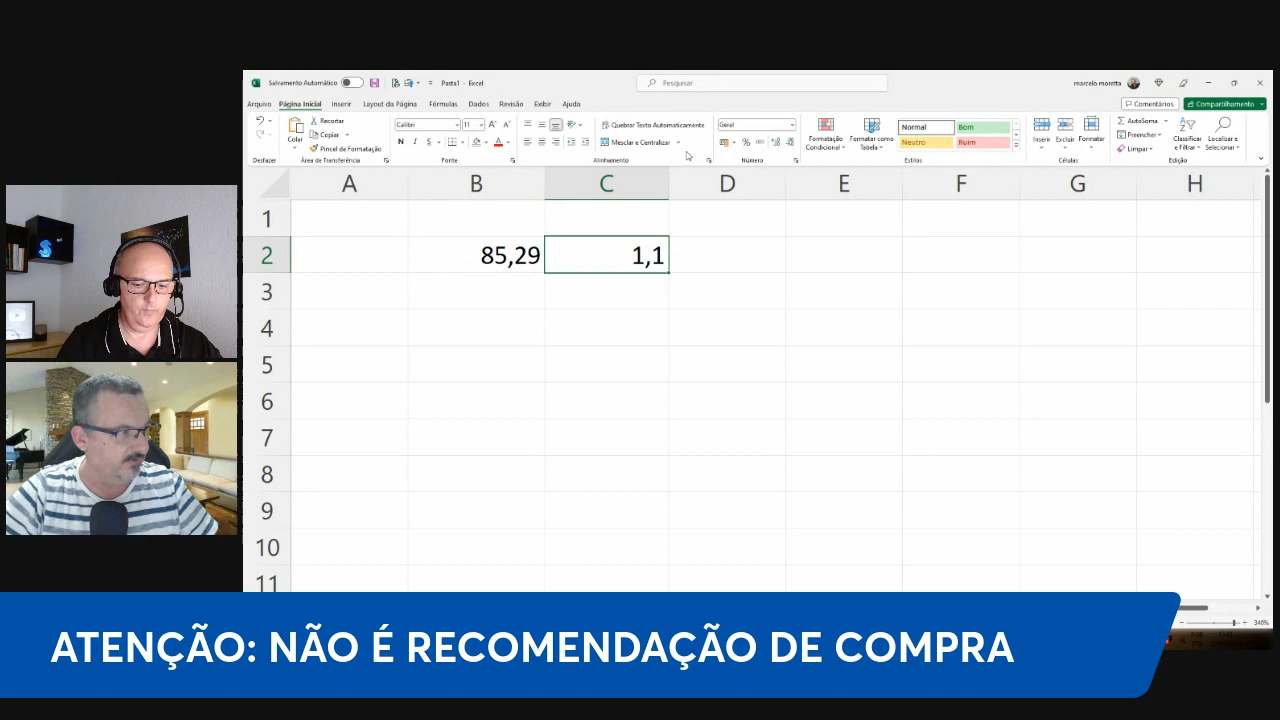 Salvamento Automático
Pasta1 - Excel
Pesquisar
marcelo moretta
Arquivo Página Inicial Inserir Layout da Página Fórmulas Dados Revisão Exibir Ajuda
Comentários
Compartilhamento
Desfazer
Colar
Recortar
Copiar
Pincel de Formatação
Área de Transferência
Calibri
11
N I S
Fonte
Quebrar Texto Automaticamente
Mesclar e Centralizar
Alinhamento
Geral
Número
Formatação Condicional
Formatar como Tabela
Normal
Bom
Neutro
Ruim
Estilos
Inserir
Excluir
Formatar
Células
AutoSoma
Preencher
Limpar
Classificar e Filtrar
Localizar e Selecionar
Edição
A B C D E F G H
1
2 85,29 1,1
3
4
5
6
7
8
9
10
11
340%
ATENÇÃO: NÃO É RECOMENDAÇÃO DE COMPRA